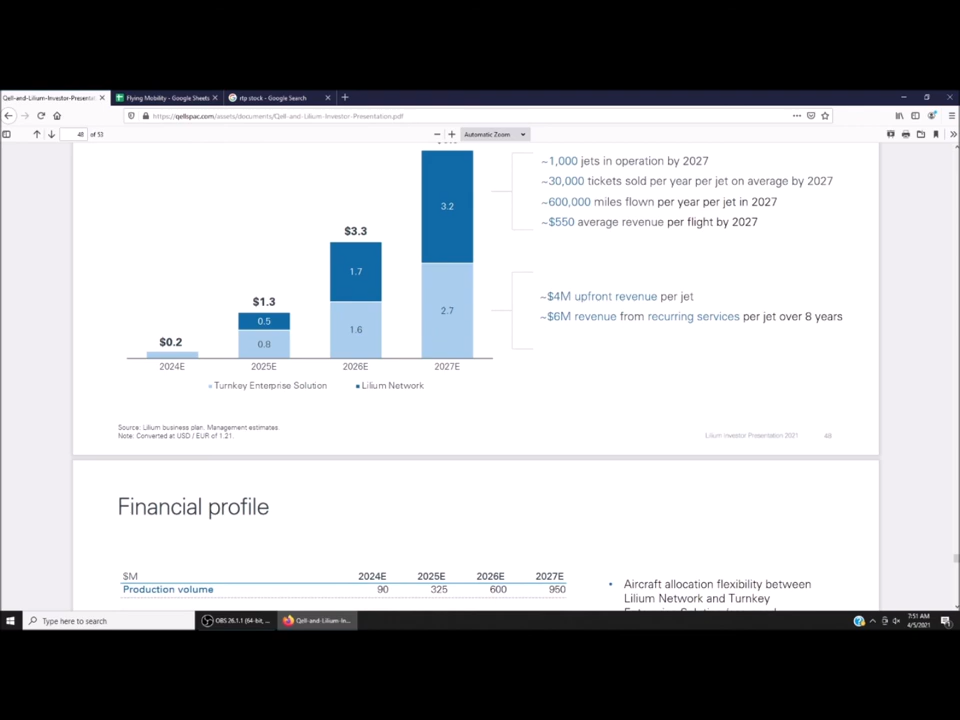 Qell-and-Lilium-Investor-Presentat
Flying Mobility - Google Sheets
rtp stock - Google Search
https://qellspac.com/assets/documents/Qell-and-Lilium-Investor-Presentation.pdf
48 of 53
Automatic Zoom
3.2
$3.3
1.7
$1.3
0.5
2.7
1.6
$0.2
0.8
2024E 2025E 2026E 2027E
Turnkey Enterprise Solution Lilium Network
~1,000 jets in operation by 2027
~30,000 tickets sold per year per jet on average by 2027
~600,000 miles flown per year per jet in 2027
~$550 average revenue per flight by 2027
~$4M upfront revenue per jet
~$6M revenue from recurring services per jet over 8 years
Source: Lilium business plan. Management estimates.
Note: Converted at USD / EUR of 1.21.
Lilium Investor Presentation 2021 48
Financial profile
$M 2024E 2025E 2026E 2027E
Production volume 90 325 600 950
• Aircraft allocation flexibility between
Lilium Network and Turnkey
Type here to search
OBS 26.1.1 (64-bit, ...
Qell-and-Lilium-In...
7:51 AM
4/5/2021